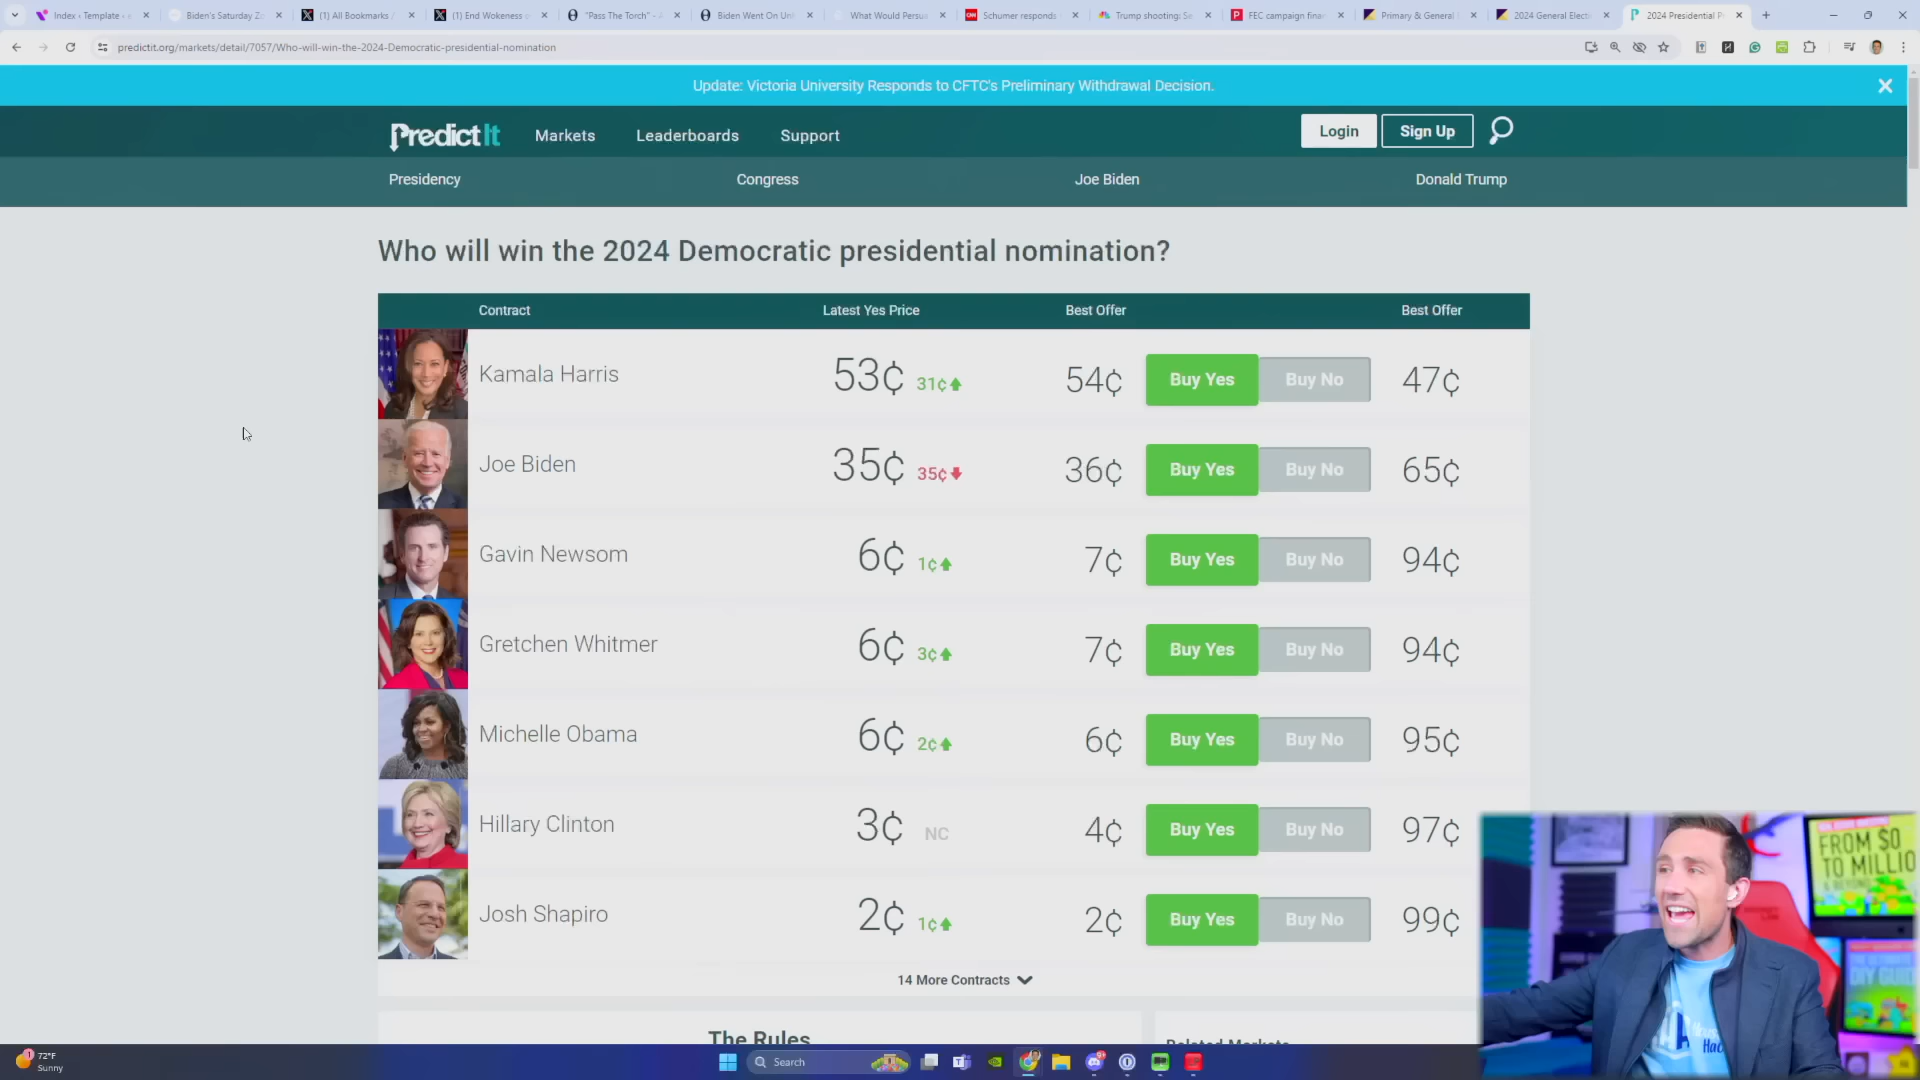 Index ‹ Template ‹
Biden's Saturday Z
(1) All Bookmarks /
(1) End Wokeness o
"Pass The Torch" -
Biden Went On Un
What Would Persu
Schumer responds
Trump shooting: Se
FEC campaign finan
Primary & General
2024 General Electi
2024 Presidential P
predictit.org/markets/detail/7057/Who-will-win-the-2024-Democratic-presidential-nomination
Update: Victoria University Responds to CFTC's Preliminary Withdrawal Decision.
PredictIt Markets Leaderboards Support Login Sign Up
Presidency Congress Joe Biden Donald Trump
Who will win the 2024 Democratic presidential nomination?
Contract Latest Yes Price Best Offer Best Offer
Kamala Harris 53¢ 31¢ 54¢ Buy Yes Buy No 47¢
Joe Biden 35¢ 35¢ 36¢ Buy Yes Buy No 65¢
Gavin Newsom 6¢ 1¢ 7¢ Buy Yes Buy No 94¢
Gretchen Whitmer 6¢ 3¢ 7¢ Buy Yes Buy No 94¢
Michelle Obama 6¢ 2¢ 6¢ Buy Yes Buy No 95¢
Hillary Clinton 3¢ NC 4¢ Buy Yes Buy No 97¢
Josh Shapiro 2¢ 1¢ 2¢ Buy Yes Buy No 99¢
14 More Contracts
The Rules
Related Markets
FROM $0
TO MILLIO
DIY GUID
72°F
Sunny
Search